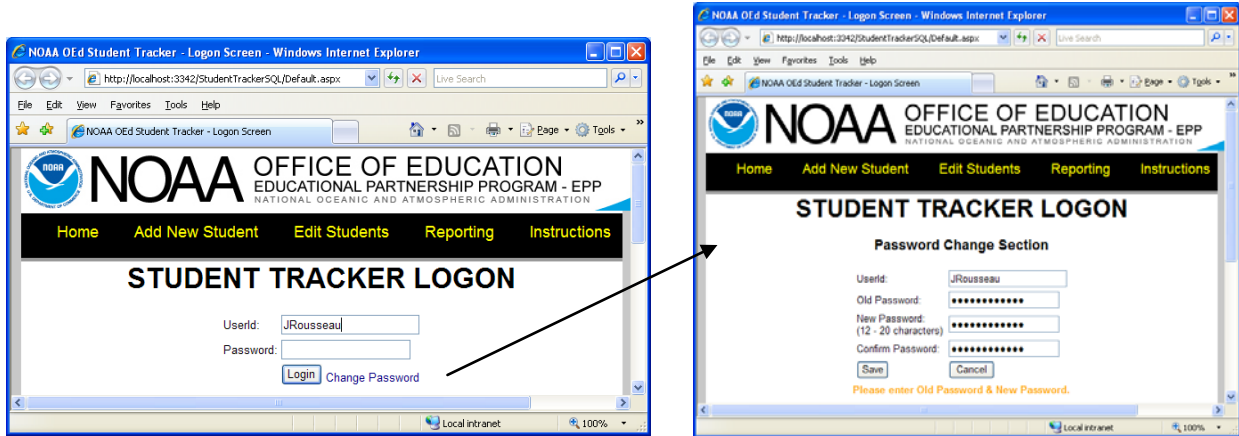 NOAA OEd Student Tracker - Logon Screen - Windows Internet Explorer
http://localhost:3342/StudentTrackerSQL/Default.aspx
Live Search
File Edit View Favorites Tools Help
NOAA OEd Student Tracker - Logon Screen
Page Tools
NOAA
NOAA
OFFICE OF EDUCATION
EDUCATIONAL PARTNERSHIP PROGRAM - EPP
NATIONAL OCEANIC AND ATMOSPHERIC ADMINISTRATION
Home Add New Student Edit Students Reporting Instructions
STUDENT TRACKER LOGON
UserId: JRousseau
Password:
Login Change Password
Local intranet 100%
NOAA OEd Student Tracker - Logon Screen - Windows Internet Explorer
http://localhost:3342/StudentTrackerSQL/Default.aspx
Live Search
File Edit View Favorites Tools Help
NOAA OEd Student Tracker - Logon Screen
Page Tools
NOAA
NOAA
OFFICE OF EDUCATION
EDUCATIONAL PARTNERSHIP PROGRAM - EPP
NATIONAL OCEANIC AND ATMOSPHERIC ADMINISTRATION
Home Add New Student Edit Students Reporting Instructions
STUDENT TRACKER LOGON
Password Change Section
UserId: JRousseau
Old Password: ••••••••••••
New Password:
(12 - 20 characters) ••••••••••••
Confirm Password: ••••••••••••
Save Cancel
Please enter Old Password & New Password.
Local intranet 100%